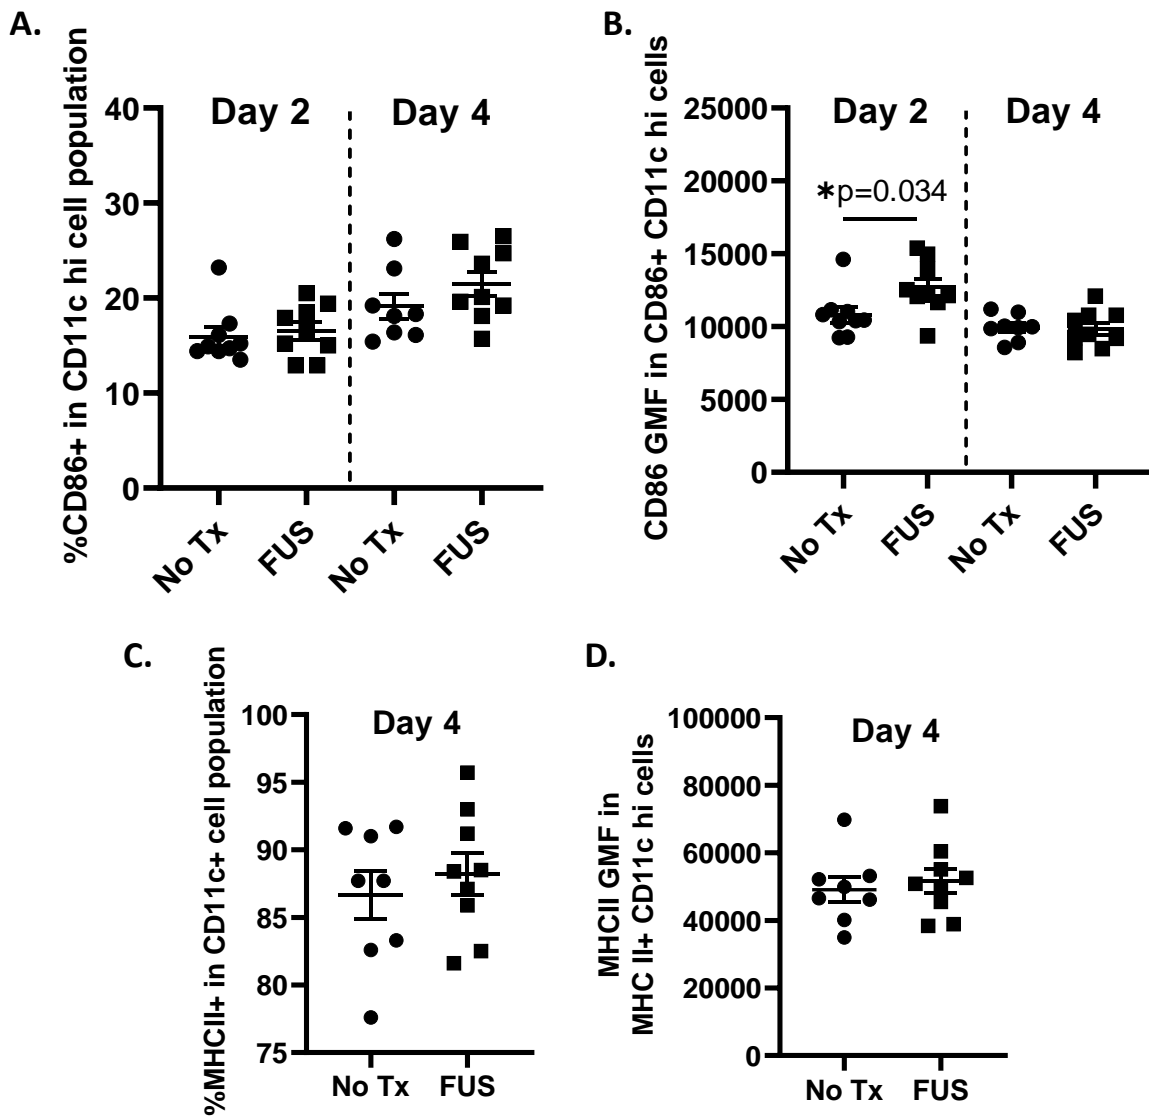 A.
%CD86+ in CD11c hi cell population
40
30
20
10
0
Day 2
Day 4
No Tx
FUS
No Tx
FUS
B.
CD86 GMF in CD86+ CD11c hi cells
25000
20000
15000
10000
5000
0
Day 2
Day 4
*p=0.034
No Tx
FUS
No Tx
FUS
C.
%MHCII+ in CD11c+ cell population
100
95
90
85
80
75
Day 4
No Tx
FUS
D.
MHCII GMF in
MHC II+ CD11c hi cells
100000
80000
60000
40000
20000
0
Day 4
No Tx
FUS